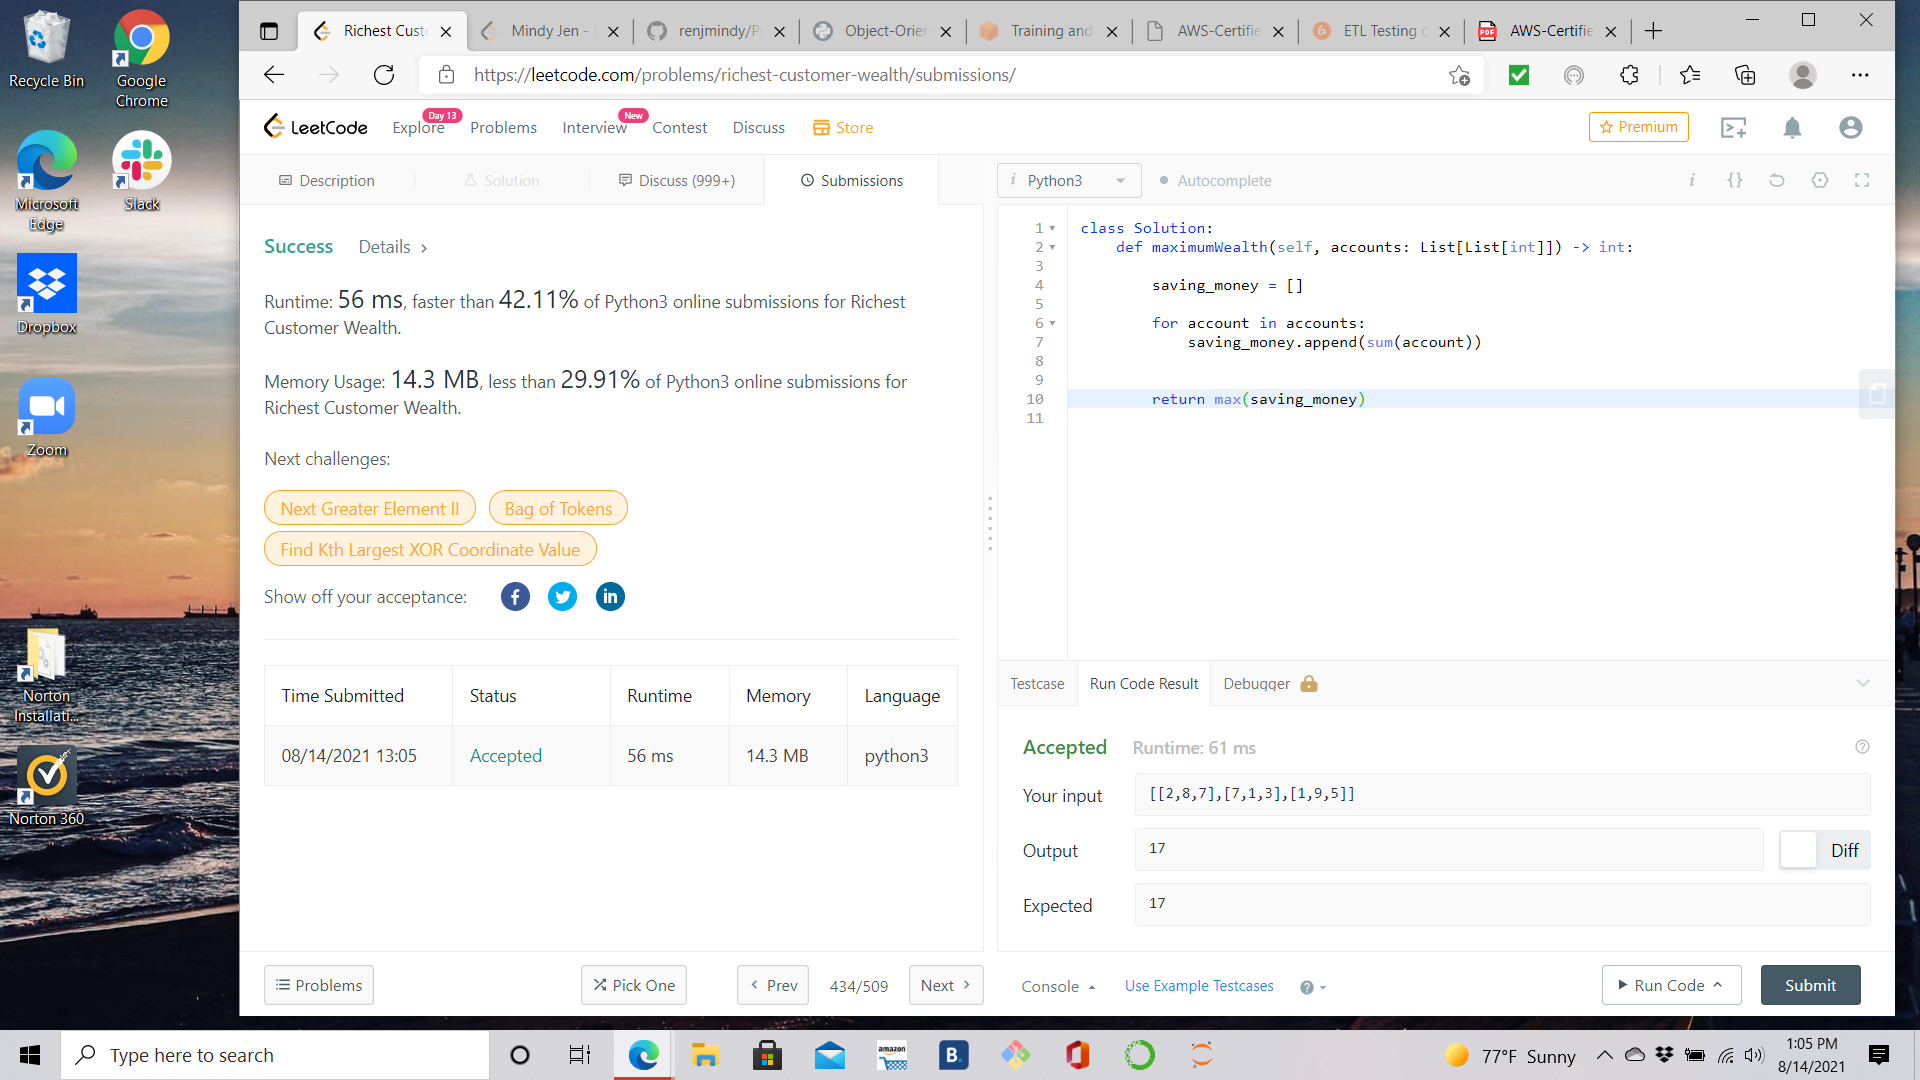 Recycle Bin
Google
Chrome
Microsoft
Edge
Slack
Dropbox
Zoom
Norton
Installati...
Norton 360
Richest Cust
Mindy Jen -
renjmindy/P
Object-Orien
Training and
AWS-Certifie
ETL Testing c
AWS-Certifie
https://leetcode.com/problems/richest-customer-wealth/submissions/
LeetCode
Explore
Day 13
Problems
Interview
New
Contest
Discuss
Store
Premium
Description
Solution
Discuss (999+)
Submissions
Success
Details
Runtime: 56 ms, faster than 42.11% of Python3 online submissions for Richest
Customer Wealth.
Memory Usage: 14.3 MB, less than 29.91% of Python3 online submissions for
Richest Customer Wealth.
Next challenges:
Next Greater Element II
Bag of Tokens
Find Kth Largest XOR Coordinate Value
Show off your acceptance:
Time Submitted Status Runtime Memory Language
08/14/2021 13:05 Accepted 56 ms 14.3 MB python3
Problems
Pick One
Prev
434/509
Next
i Python3
Autocomplete
i {}
1 class Solution:
2 def maximumWealth(self, accounts: List[List[int]]) -> int:
3
4 saving_money = []
5
6 for account in accounts:
7 saving_money.append(sum(account))
8
9
10 return max(saving_money)
11
Testcase
Run Code Result
Debugger
Accepted
Runtime: 61 ms
Your input
[[2,8,7],[7,1,3],[1,9,5]]
Output
17
Diff
Expected
17
Console
Use Example Testcases
Run Code
Submit
Type here to search
amazon
B.
77°F Sunny
1:05 PM
8/14/2021